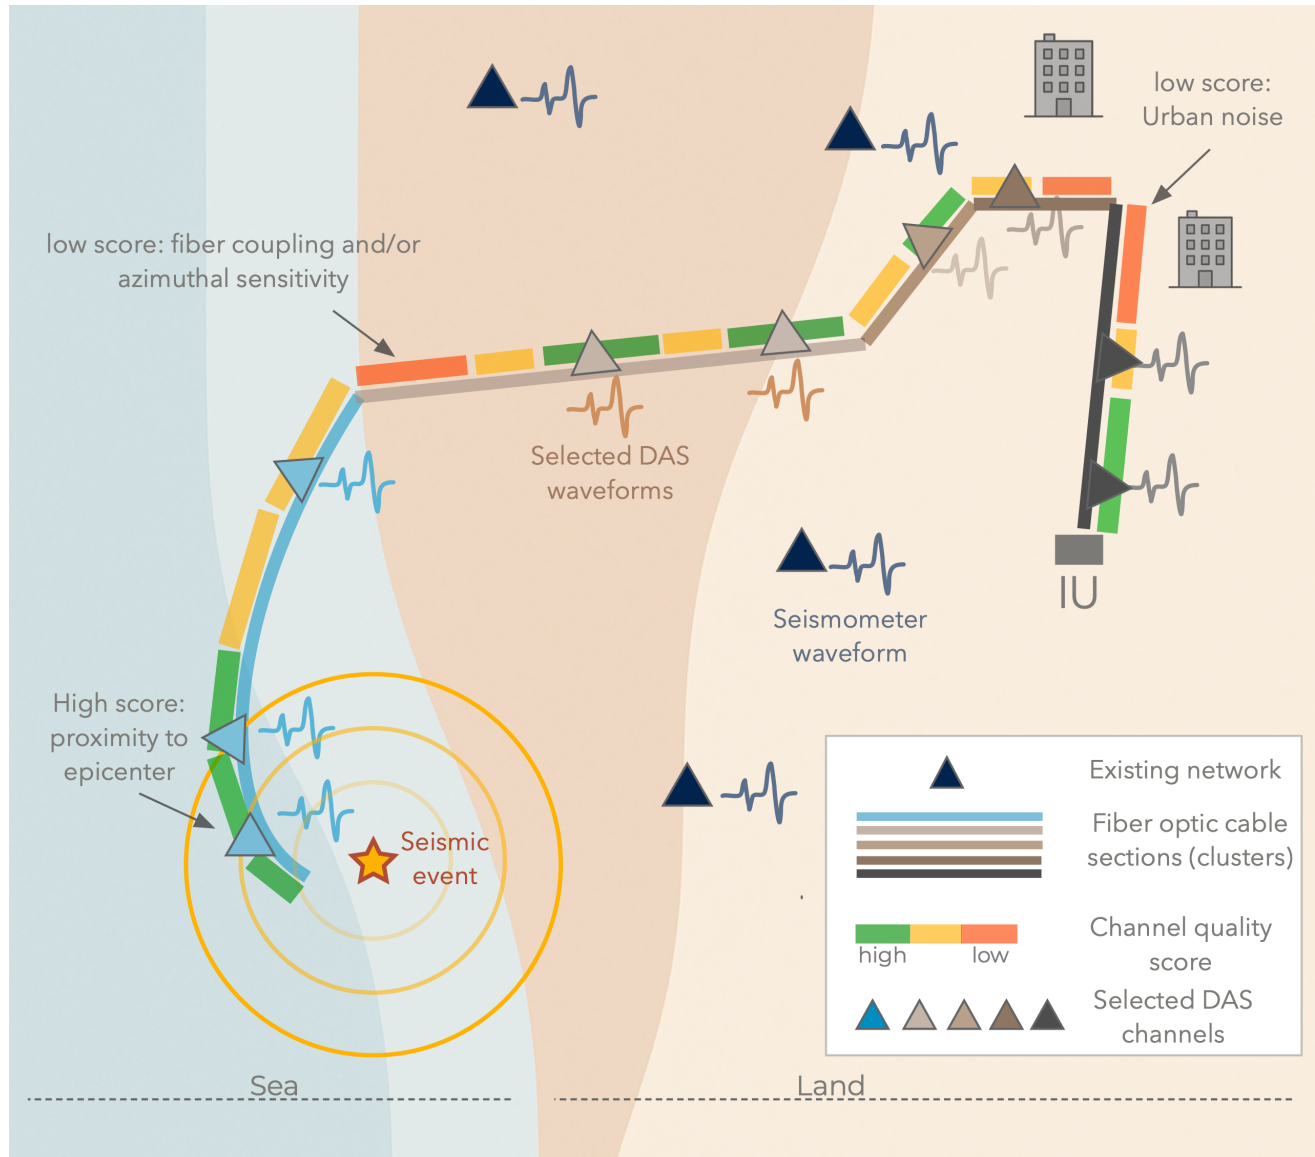 low score:
Urban noise
low score: fiber coupling and/or
azimuthal sensitivity
Selected DAS
waveforms
IU
Seismometer
waveform
High score:
proximity to
epicenter
Seismic
event
Existing network
Fiber optic cable
sections (clusters)
Channel quality
score
high low
Selected DAS
channels
Sea
Land